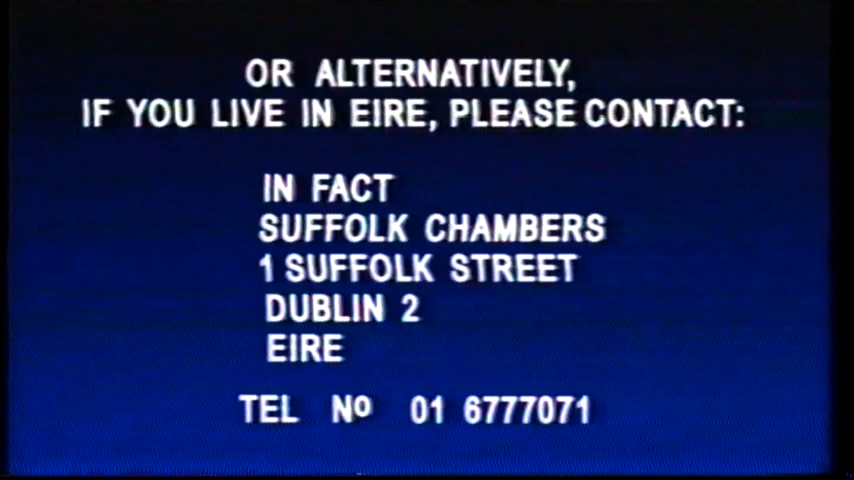 OR ALTERNATIVELY,
IF YOU LIVE IN EIRE, PLEASE CONTACT:
IN FACT
SUFFOLK CHAMBERS
1 SUFFOLK STREET
DUBLIN 2
EIRE
TEL Nº 01 6777071